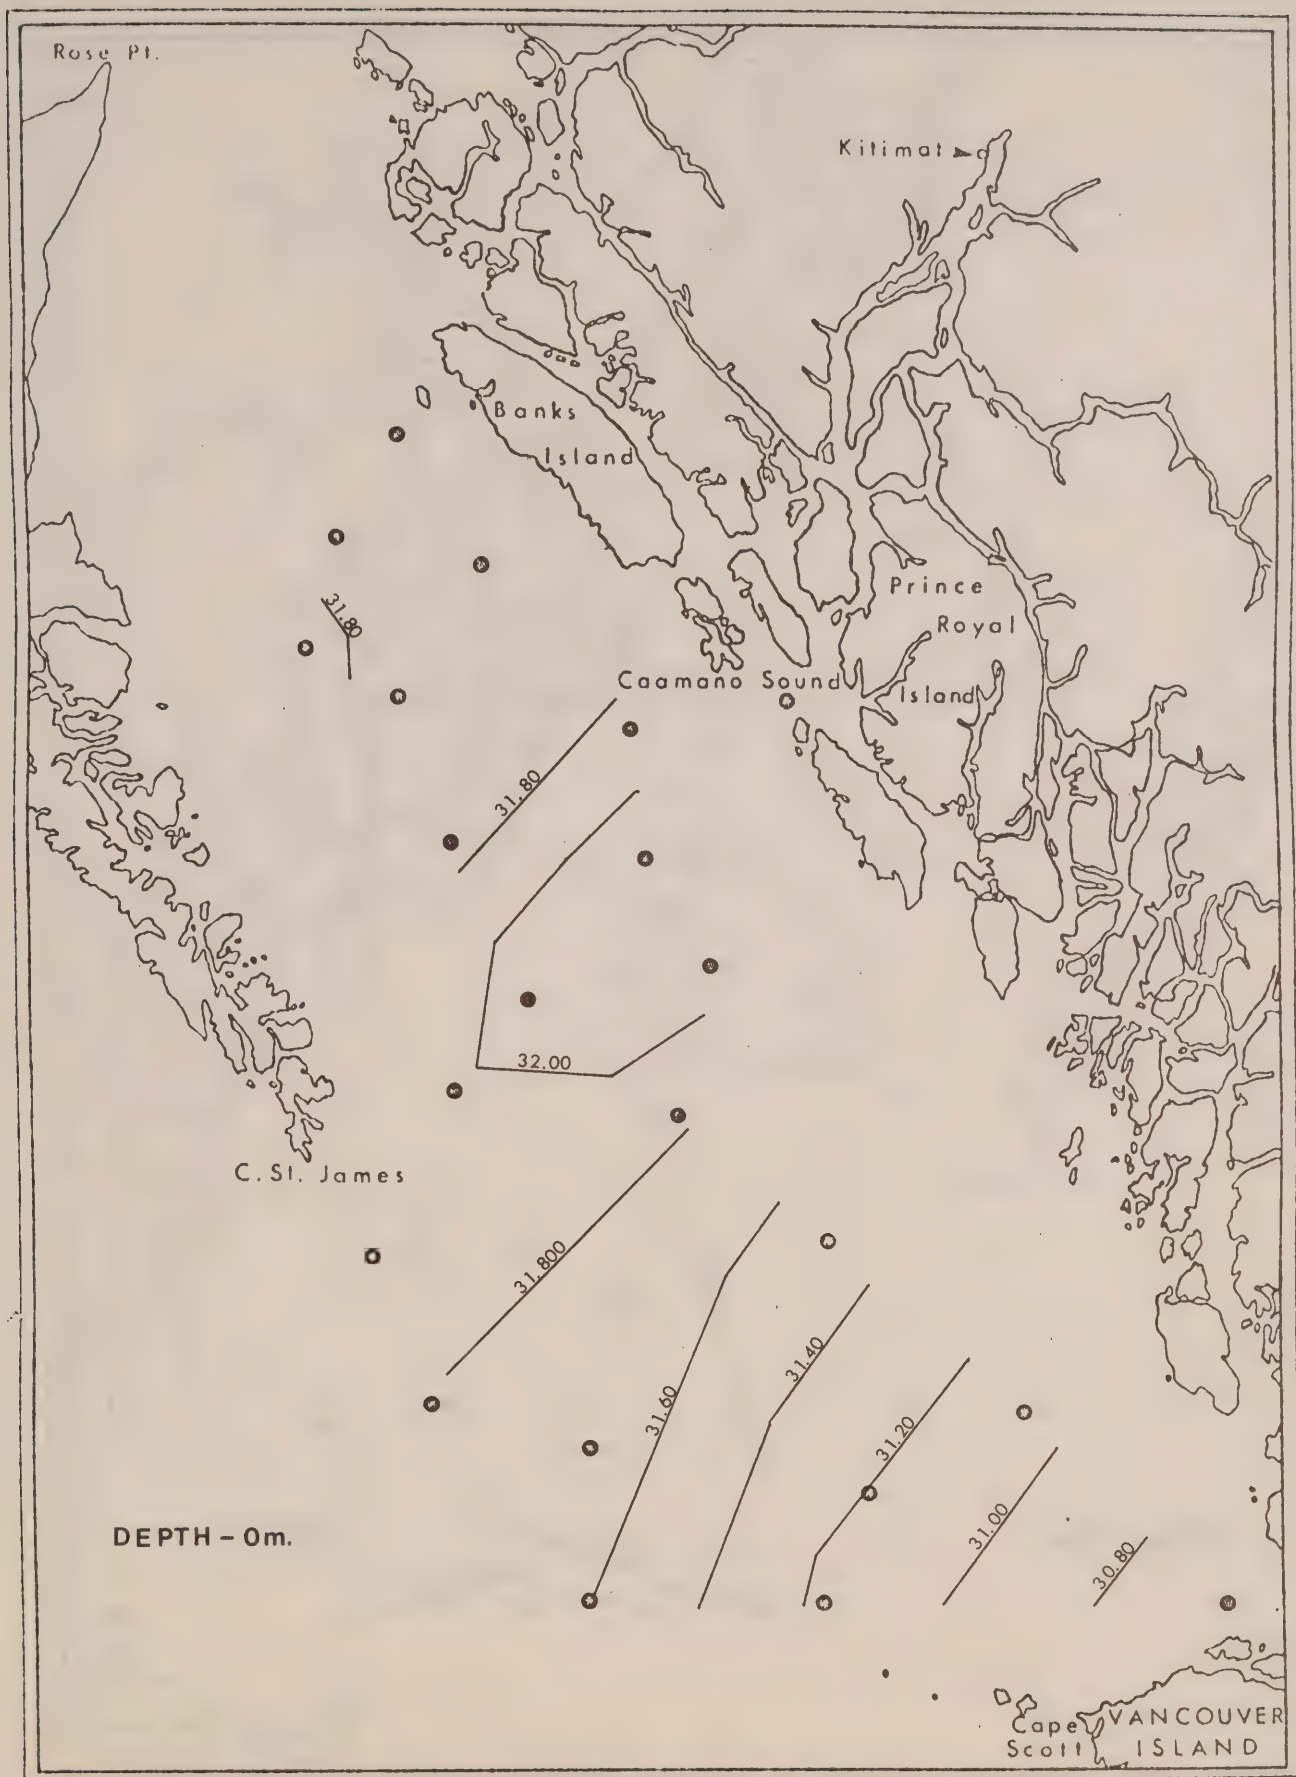 Rose Pt.
Kitimat
Banks
Island
31.80
Prince
Royal
Island
Caamano Sound
31.80
32.00
C. St. James
31.800
31.60
31.40
31.20
31.00
30.80
DEPTH – 0m.
Cape
Scott
VANCOUVER
ISLAND